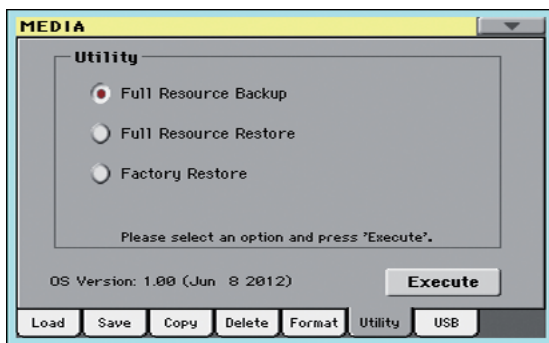 MEDIA
Utility
Full Resource Backup
Full Resource Restore
Factory Restore
Please select an option and press 'Execute'.
OS Version: 1.00 (Jun 8 2012)
Execute
Load Save Copy Delete Format Utility USB